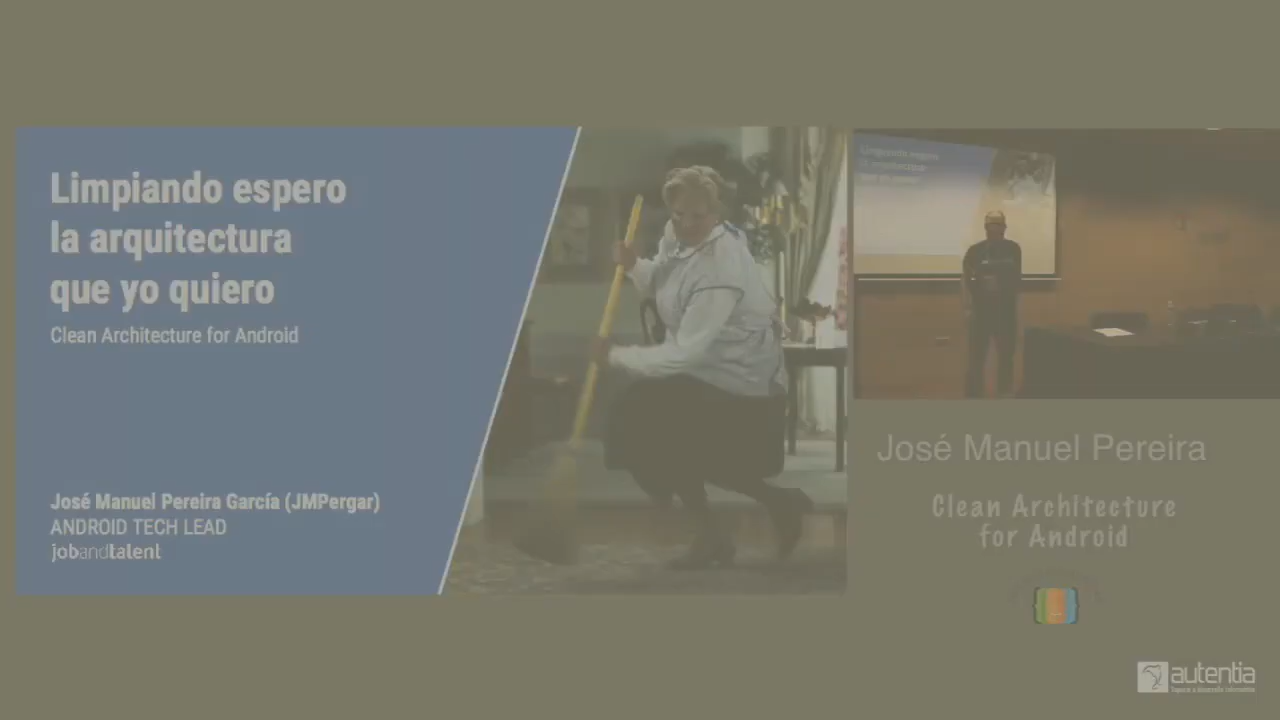 Limpiando espero
la arquitectura
que yo quiero
Clean Architecture for Android
José Manuel Pereira García (JMPergar)
ANDROID TECH LEAD
jobandtalent
José Manuel Pereira
Clean Architecture
for Android
autentia